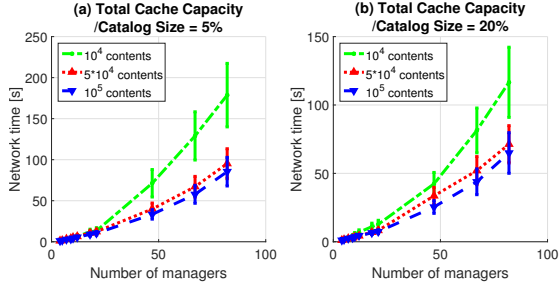 (a) Total Cache Capacity
/Catalog Size = 5%
250
200
150
100
50
0
Network time [s]
10^4 contents
5*10^4 contents
10^5 contents
0
50
100
Number of managers
(b) Total Cache Capacity
/Catalog Size = 20%
150
100
50
0
Network time [s]
10^4 contents
5*10^4 contents
10^5 contents
0
50
100
Number of managers